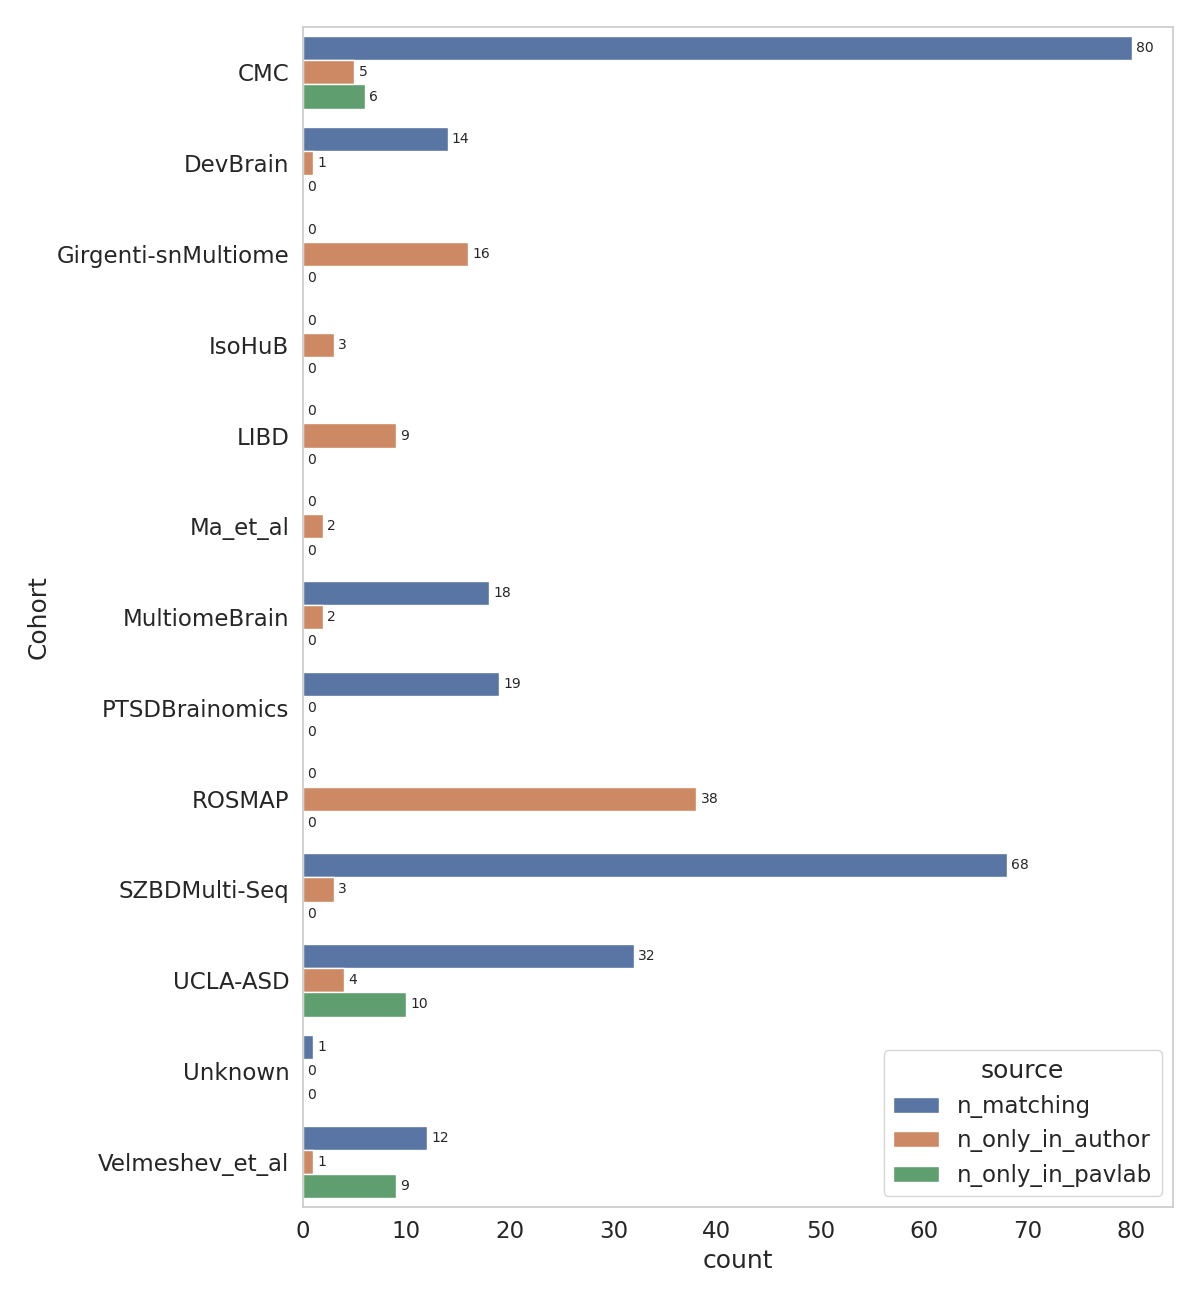 CMC
80
5
6
DevBrain
14
1
0
Girgenti-snMultiome
0
16
0
IsoHuB
0
3
0
LIBD
0
9
0
Ma_et_al
0
2
0
MultiomeBrain
18
2
0
PTSDBrainomics
19
0
0
ROSMAP
0
38
0
SZBDMulti-Seq
68
3
0
UCLA-ASD
32
4
10
Unknown
1
0
0
Velmeshev_et_al
12
1
9
Cohort
source
n_matching
n_only_in_author
n_only_in_pavlab
0 10 20 30 40 50 60 70 80
count